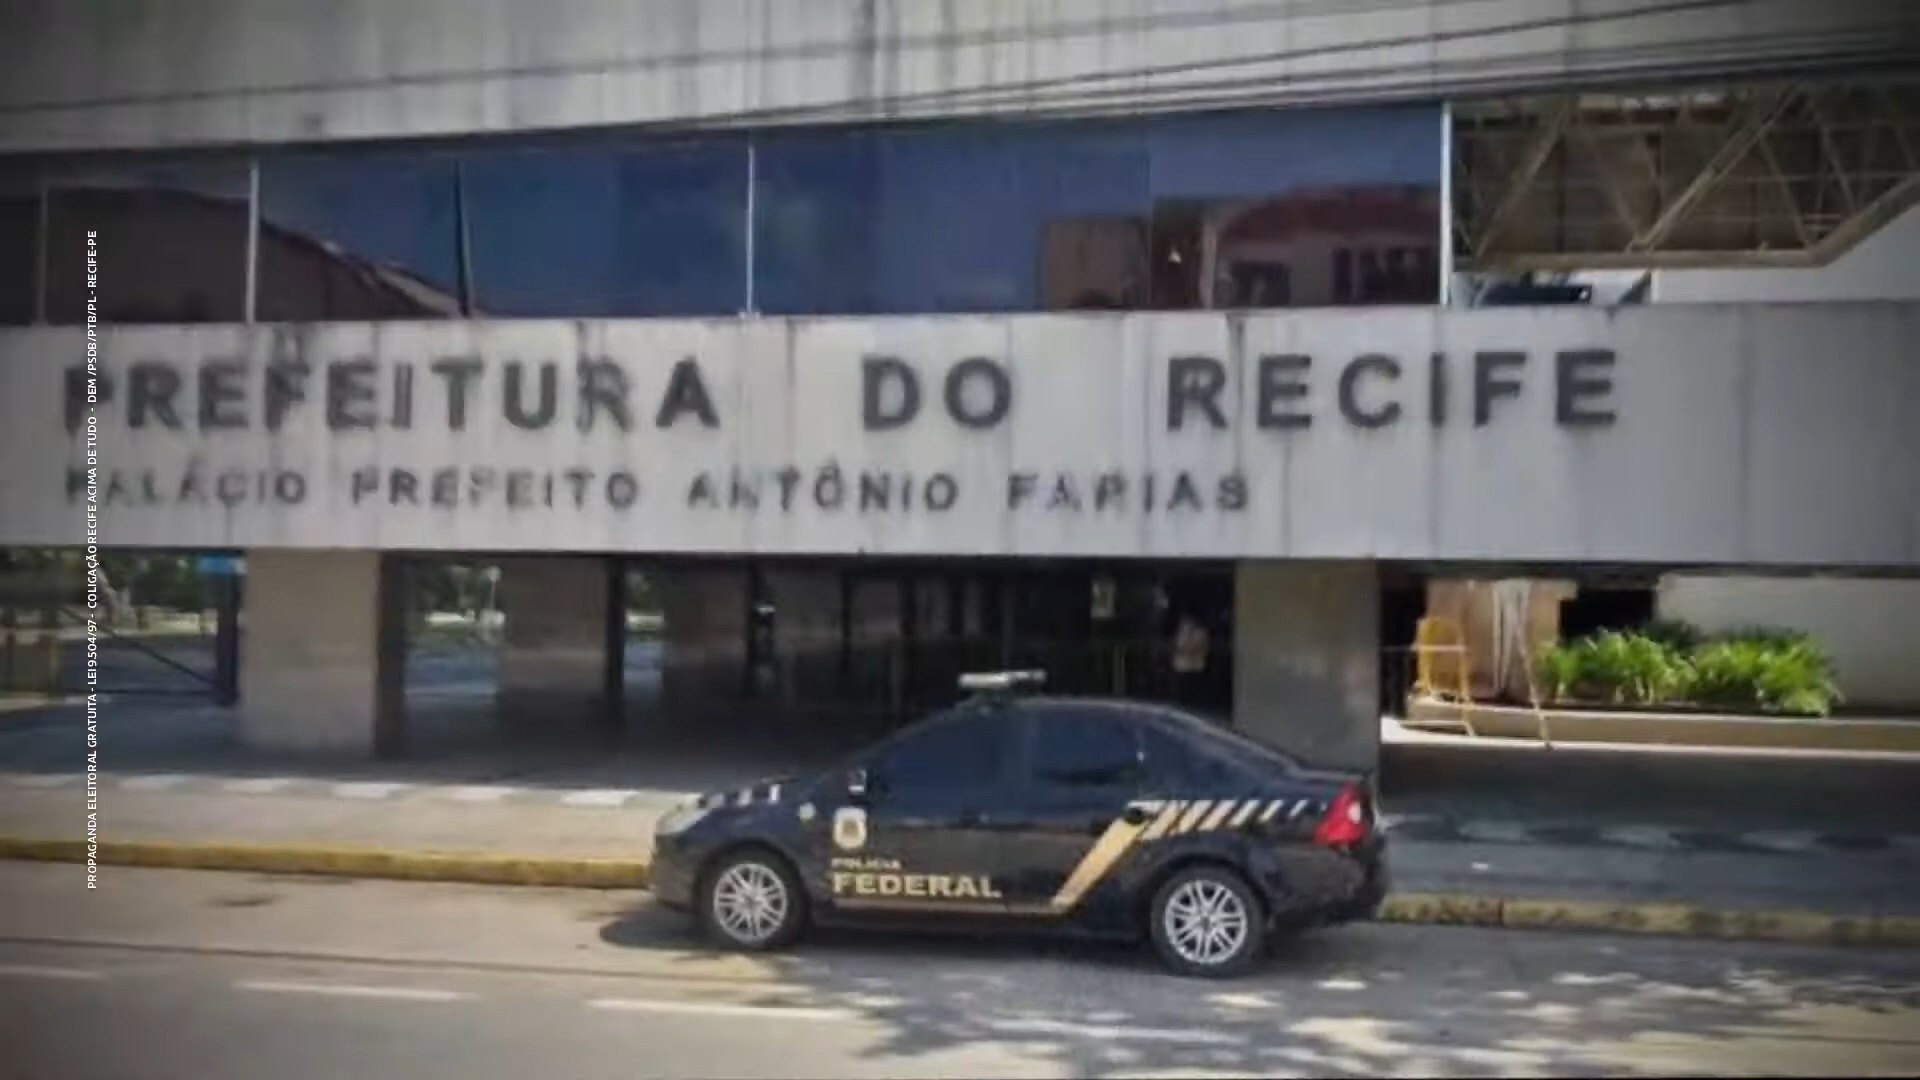 PREFEITURA DO RECIFE
PALÁCIO PREFEITO ANTÔNIO FARIAS
POLÍCIA
FEDERAL
PROPAGANDA ELEITORAL GRATUITA - LEI 9.504/97 - COLIGAÇÃO RECIFE ACIMA DE TUDO - DEM /PSDB/PTB/PL - RECIFE-PE